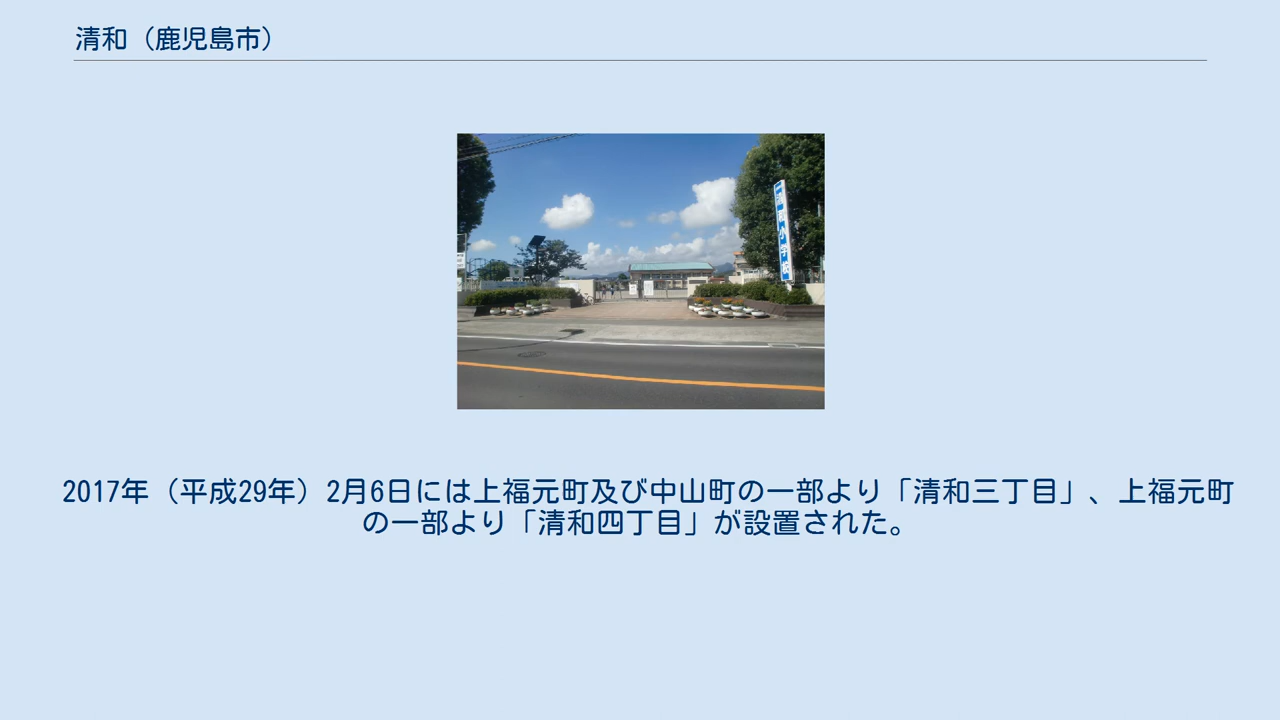 清和（鹿児島市）
2017年（平成29年）2月6日には上福元町及び中山町の一部より「清和三丁目」、上福元町
の一部より「清和四丁目」が設置された。